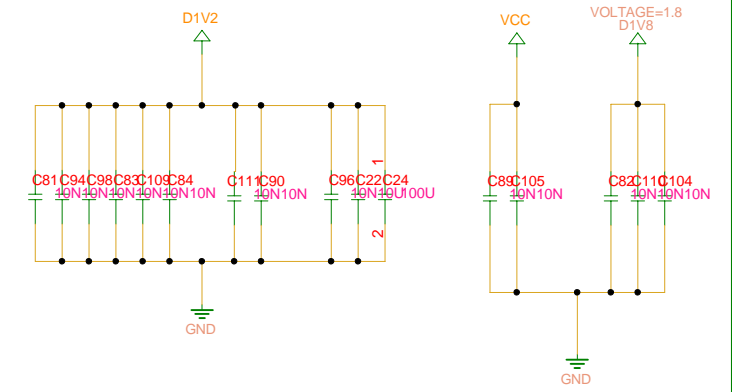 D1V2
VCC
VOLTAGE=1.8
D1V8
1
C81 C94 C98 C83 C109 C84 C111 C90 C96 C22 C24 C89 C105 C82 C110 C104
10N 10N 10N 10N 10N 10N 10N 10N 10N 10U 100U 10N 10N 10N 10N 10N
2
GND
GND